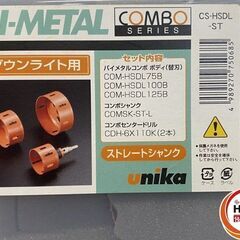 I-METAL
COMBO
SERIES
CS-HSDL
-ST
ダウンライト用
セット内容
バイメタルコンボ ボディ(替刃)
COM-HSDL75B
COM-HSDL100B
COM-HSDL125B
コンボシャンク
COMSK-ST-L
コンボセンタードリル
CDH-6X110K(2本)
ストレートシャンク
unika
4 989270 750685